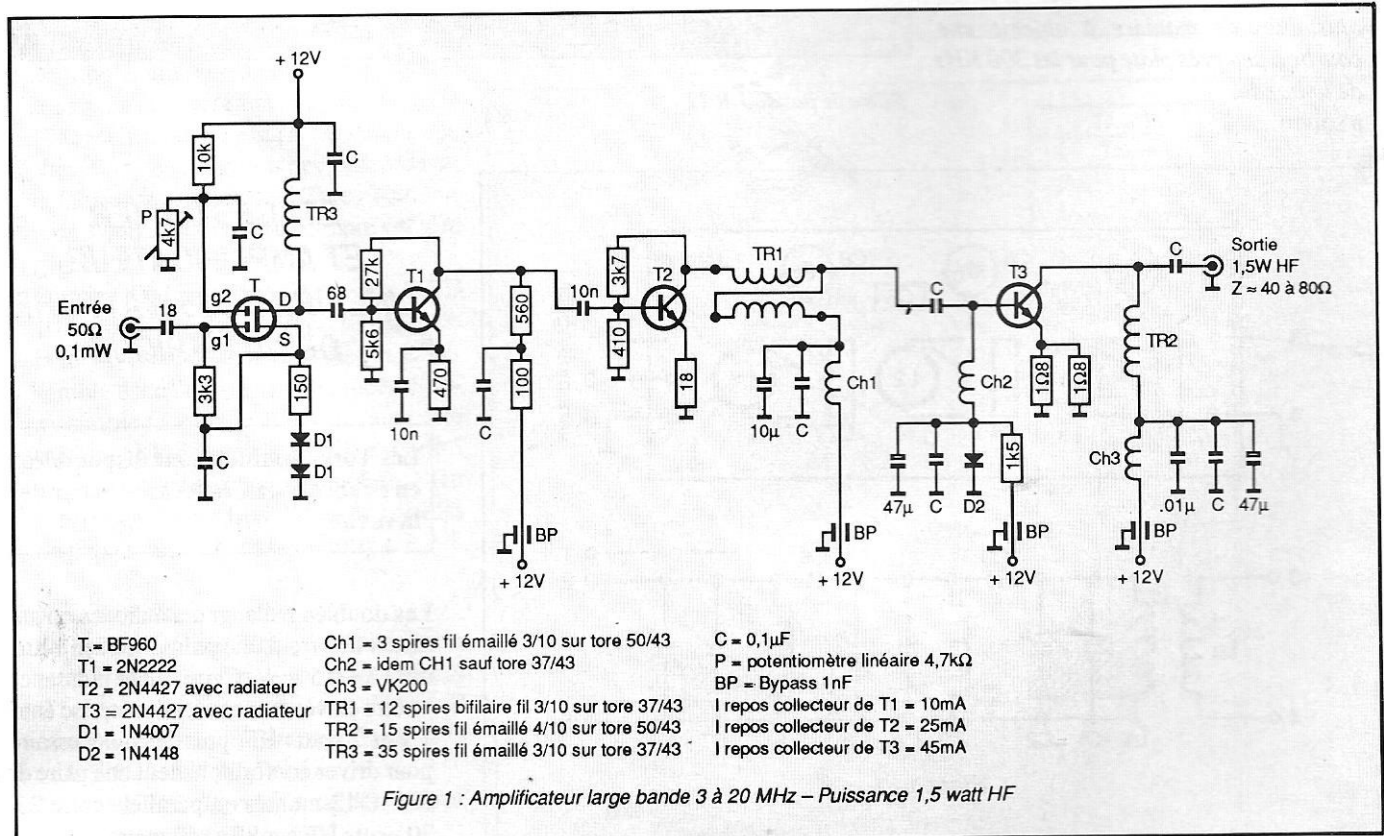 + 12V
10k
C
TR3
P
4k7
C
g2
T
D
68
27k
T1
Entrée
50Ω
0,1mW
18
g1
S
5k6
560
10n
3k7
T2
TR1
410
C
T3
C
Sortie
1,5W HF
Z ≈ 40 à 80Ω
3k3
150
10n
470
C
100
18
10µ
C
Ch1
Ch2
1Ω8
1Ω8
TR2
C
D1
D1
47µ
C
D2
1k5
Ch3
.01µ
C
47µ
BP
BP
BP
BP
+ 12V
+ 12V
+ 12V
+ 12V
T.= BF960
T1 = 2N2222
T2 = 2N4427 avec radiateur
T3 = 2N4427 avec radiateur
D1 = 1N4007
D2 = 1N4148
Ch1 = 3 spires fil émaillé 3/10 sur tore 50/43
Ch2 = idem CH1 sauf tore 37/43
Ch3 = VK200
TR1 = 12 spires bifilaire fil 3/10 sur tore 37/43
TR2 = 15 spires fil émaillé 4/10 sur tore 50/43
TR3 = 35 spires fil émaillé 3/10 sur tore 37/43
C = 0,1µF
P = potentiomètre linéaire 4,7kΩ
BP = Bypass 1nF
I repos collecteur de T1 = 10mA
I repos collecteur de T2 = 25mA
I repos collecteur de T3 = 45mA
Figure 1 : Amplificateur large bande 3 à 20 MHz – Puissance 1,5 watt HF